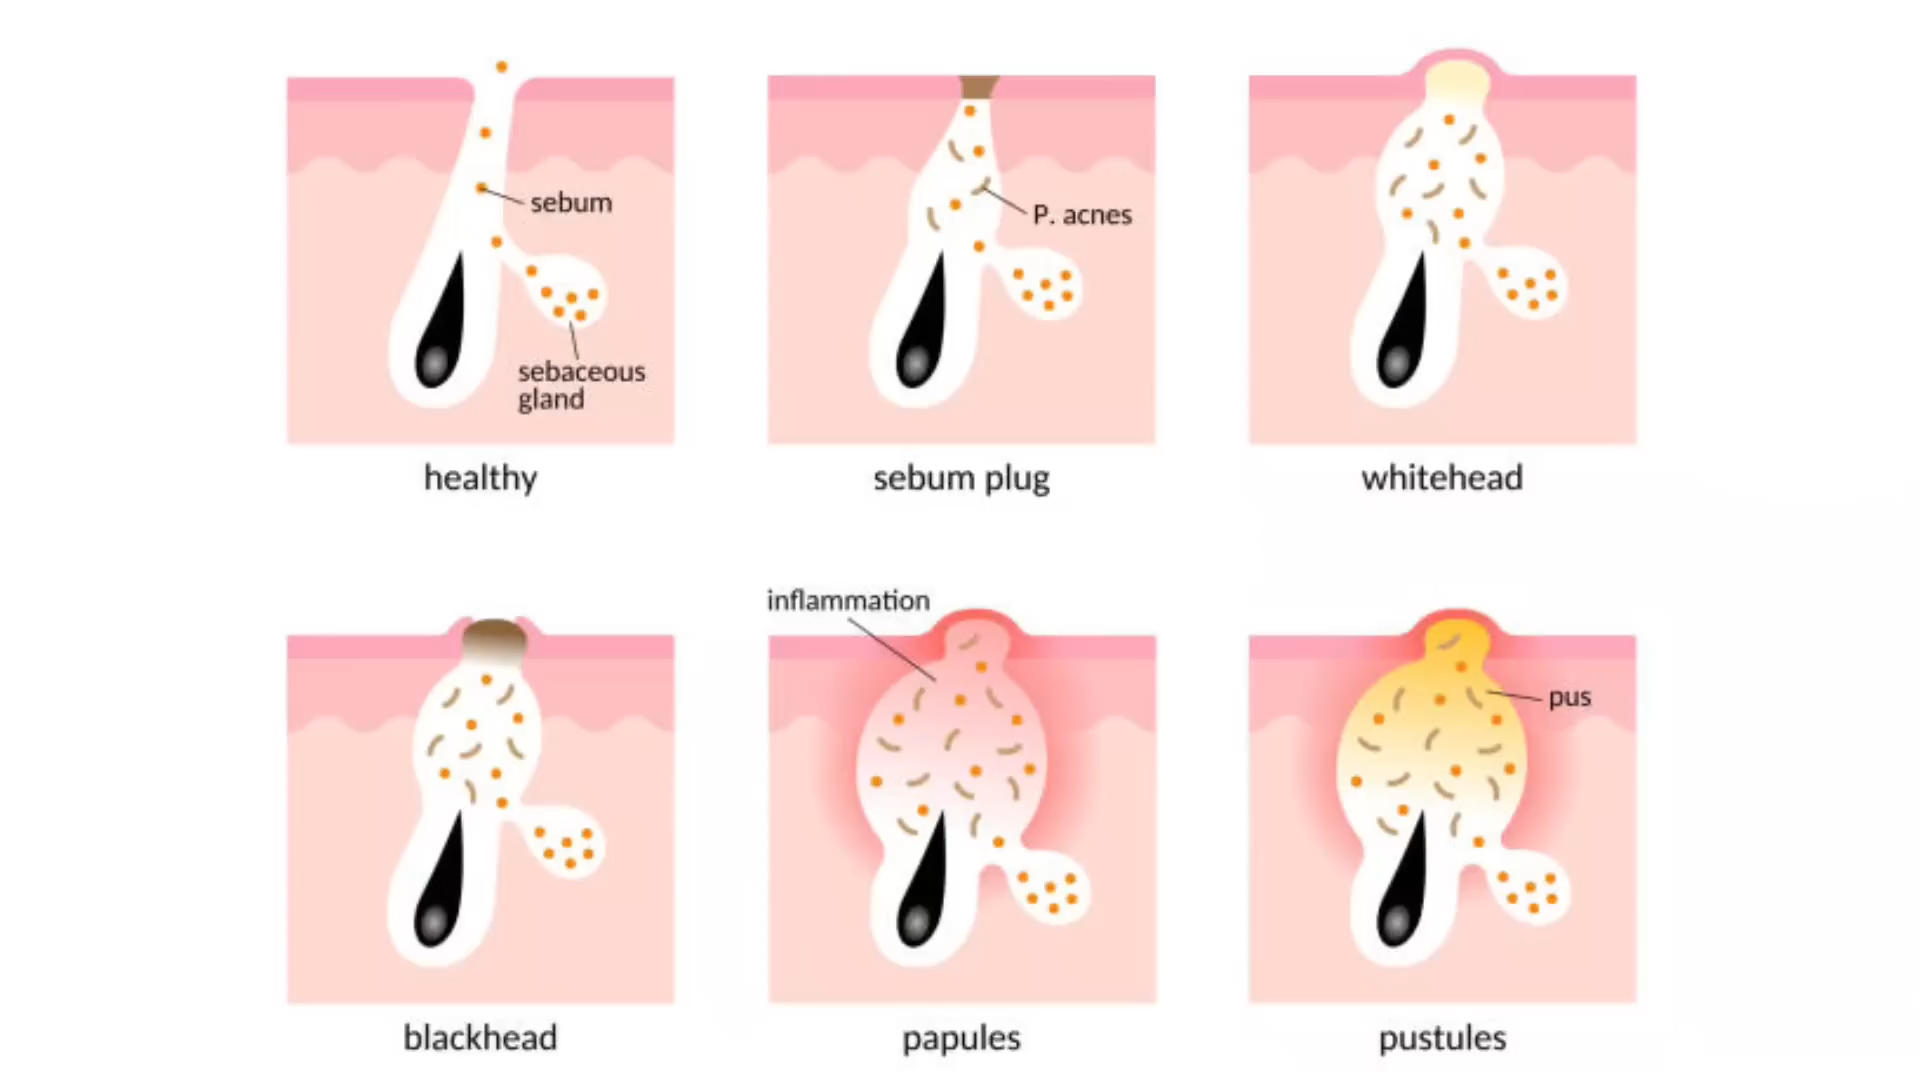 sebum
sebaceous
gland
healthy
P. acnes
sebum plug
whitehead
blackhead
inflammation
papules
pus
pustules